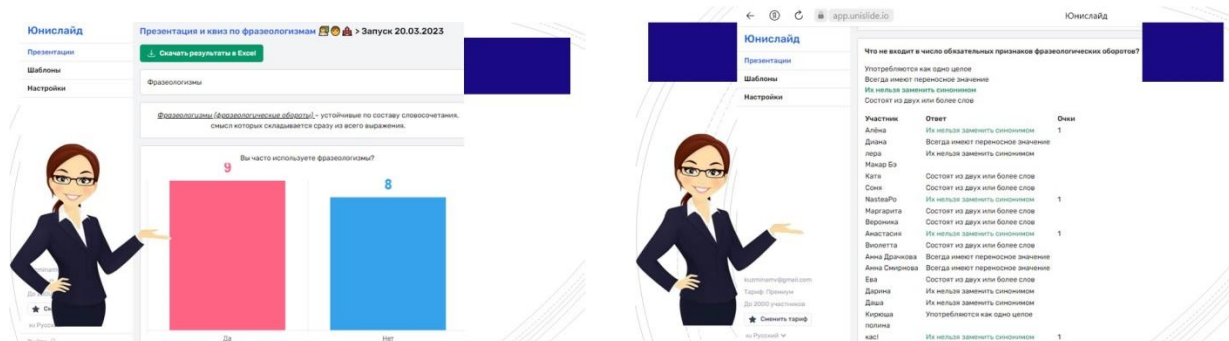 Юнислайд
Презентации
Шаблоны
Настройки
Презентация и квиз по фразеологизмам > Запуск 20.03.2023
Скачать результаты в Excel
Фразеологизмы
Фразеологизмы (фразеологические обороты) – устойчивые по составу словосочетания,
смысл которых складывается сразу из всего выражения.
Вы часто используете фразеологизмы?
9
8
Да
Нет
app.unislide.io
Юнислайд
Юнислайд
Презентации
Шаблоны
Настройки
kuzminamv@gmail.com
Тариф: Премиум
До 2000 участников
Сменить тариф
Русский
Что не входит в число обязательных признаков фразеологических оборотов?
Употребляются как одно целое
Всегда имеют переносное значение
Их нельзя заменить синонимом
Состоят из двух или более слов
Участник Ответ Очки
Алёна Их нельзя заменить синонимом 1
Диана Всегда имеют переносное значение
лера Их нельзя заменить синонимом
Макар Бэ
Катя Состоят из двух или более слов
Соня Состоят из двух или более слов
NasteaPo Их нельзя заменить синонимом 1
Маргарита Состоят из двух или более слов
Вероника Состоят из двух или более слов
Анастасия Их нельзя заменить синонимом 1
Виолетта Состоят из двух или более слов
Анна Драчкова Всегда имеют переносное значение
Анна Смирнова Всегда имеют переносное значение
Ева Состоят из двух или более слов
Дарина Их нельзя заменить синонимом
Даша Их нельзя заменить синонимом
Кирюша Употребляются как одно целое
полина
кас! Их нельзя заменить синонимом 1